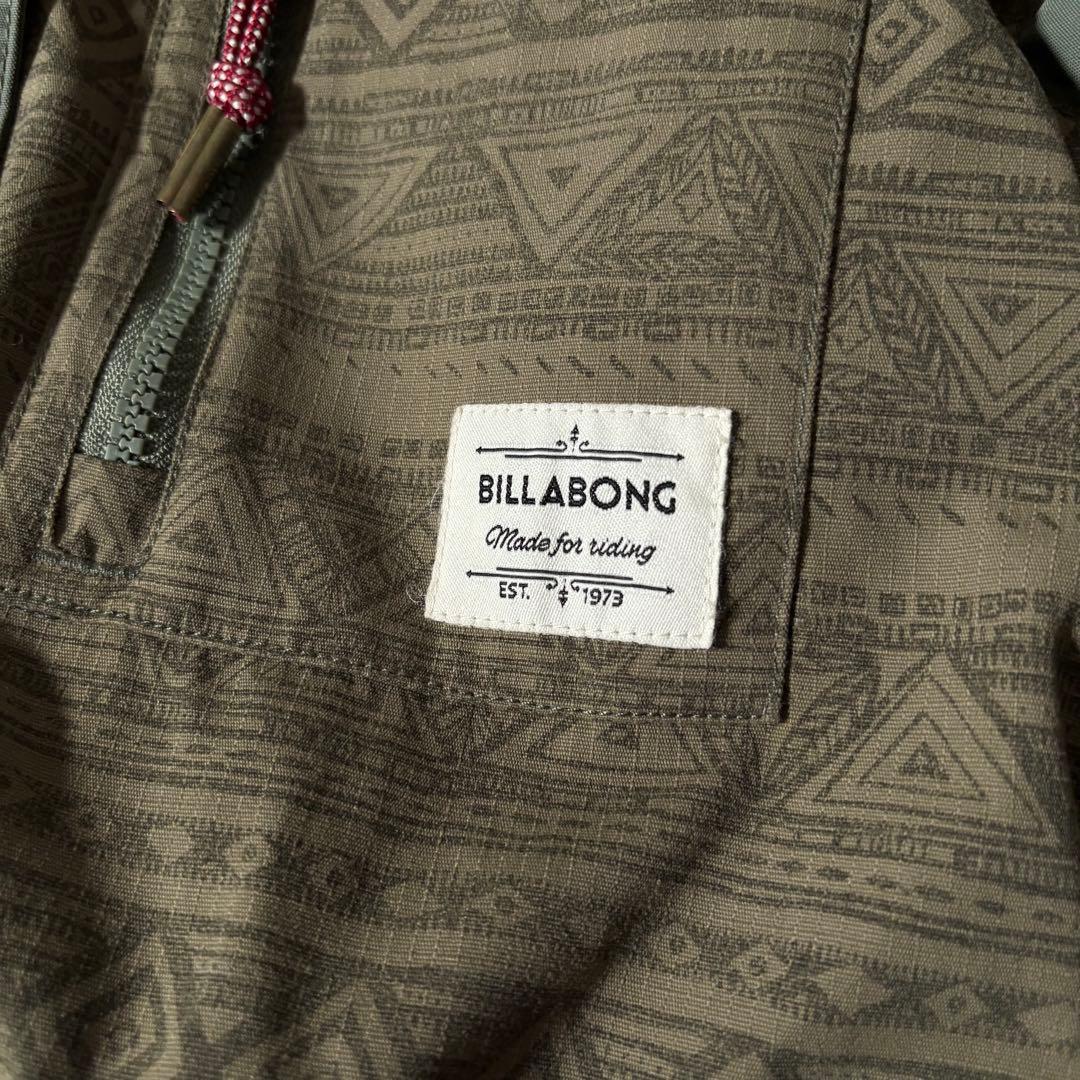 BILLABONG
Made for riding
EST. 1973